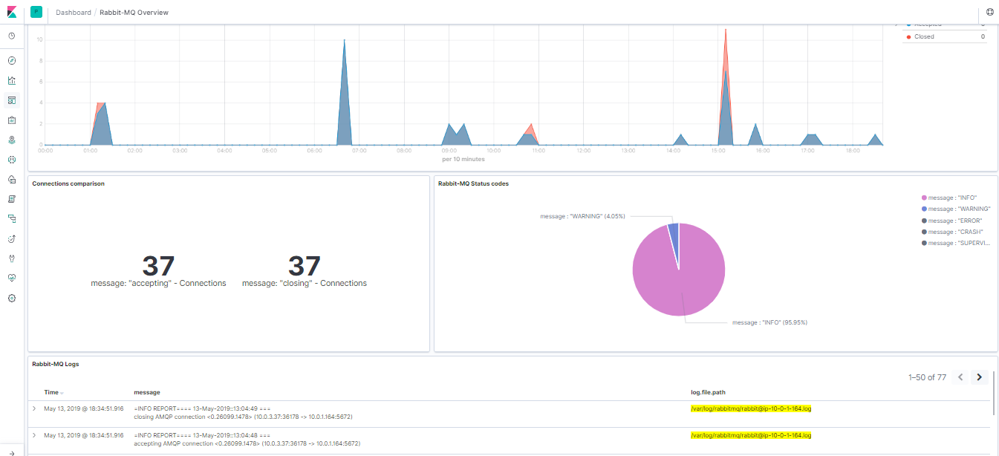 P
Dashboard / Rabbit-MQ Overview
10
8
6
4
2
0
00:00 01:00 02:00 03:00 04:00 05:00 06:00 07:00 08:00 09:00 10:00 11:00 12:00 13:00 14:00 15:00 16:00 17:00 18:00
per 10 minutes
Closed 0
Connections comparison
37
message: "accepting" - Connections
37
message: "closing" - Connections
Rabbit-MQ Status codes
message : "WARNING" (4.05%)
message : "INFO" (95.95%)
message : "INFO"
message : "WARNING"
message : "ERROR"
message : "CRASH"
message : "SUPERVI...
Rabbit-MQ Logs
1–50 of 77
Time message log.file.path
May 13, 2019 @ 18:34:51.916 =INFO REPORT==== 13-May-2019::13:04:49 === /var/log/rabbitmq/rabbit@ip-10-0-1-164.log
closing AMQP connection <0.26099.1478> (10.0.3.37:36178 -> 10.0.1.164:5672)
May 13, 2019 @ 18:34:51.916 =INFO REPORT==== 13-May-2019::13:04:48 === /var/log/rabbitmq/rabbit@ip-10-0-1-164.log
accepting AMQP connection <0.26099.1478> (10.0.3.37:36178 -> 10.0.1.164:5672)